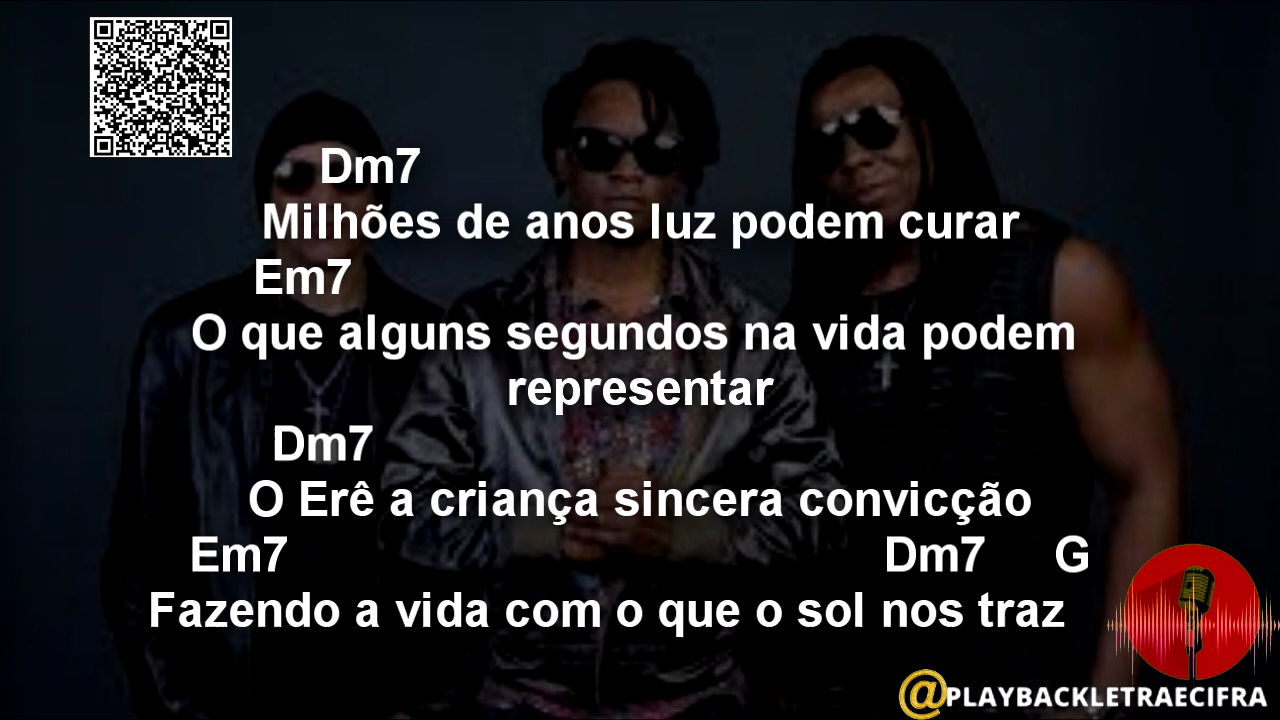 Dm7
Milhões de anos luz podem curar
Em7
O que alguns segundos na vida podem
representar
Dm7
O Erê a criança sincera convicção
Em7 Dm7 G
Fazendo a vida com o que o sol nos traz
@PLAYBACKLETRAECIFRA